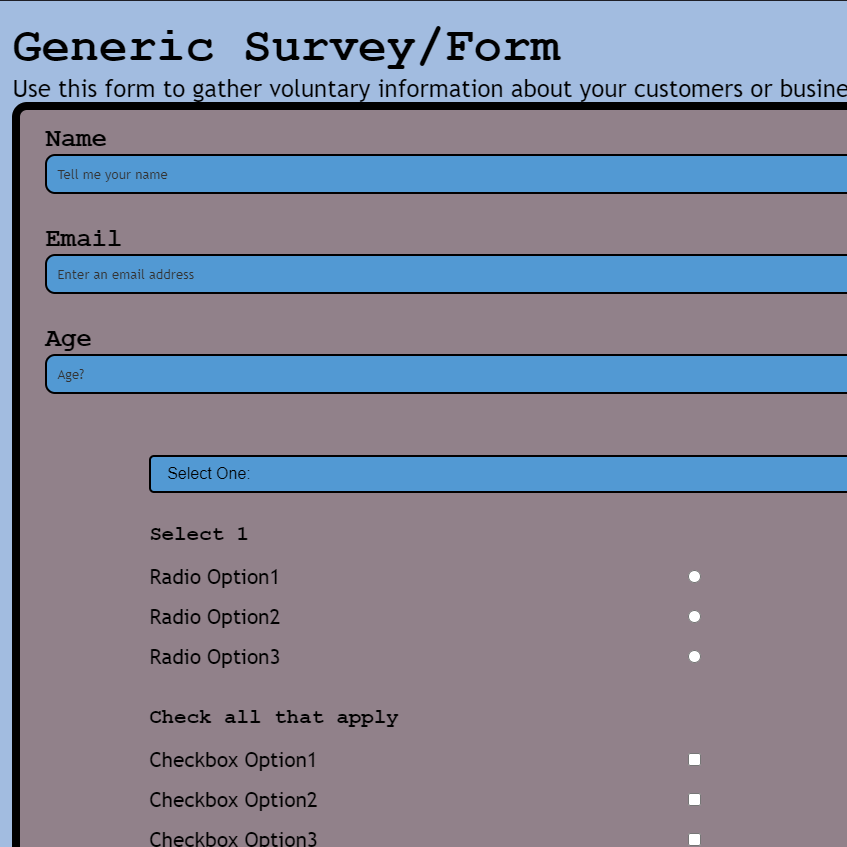 Generic Survey/Form
Use this form to gather voluntary information about your customers or
Name
Tell me your name
Email
Enter an email address
Age
Age?
Select One:
Select 1
Radio Option1
Radio Option2
Radio Option3
Check all that apply
Checkbox Option1
Checkbox Option2
Checkbox Option3